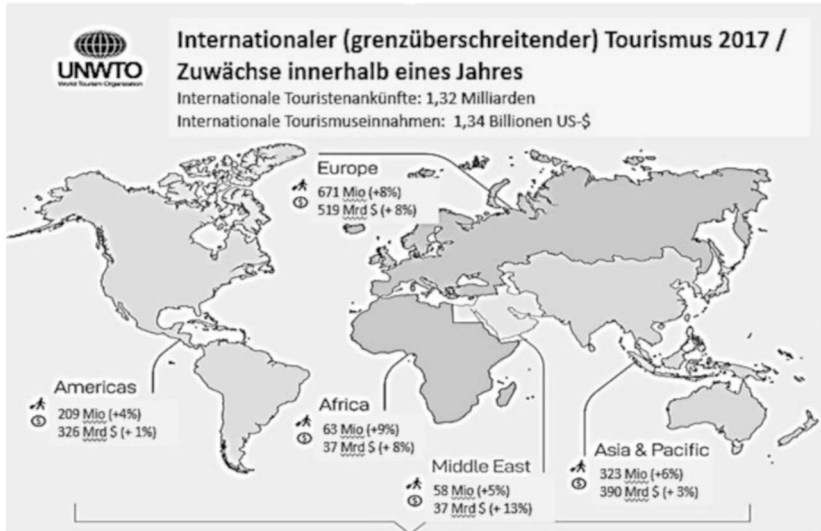 UNWTO
World Tourism Organization
Internationaler (grenzüberschreitender) Tourismus 2017 /
Zuwächse innerhalb eines Jahres
Internationale Touristenankünfte: 1,32 Milliarden
Internationale Tourismuseinnahmen: 1,34 Billionen US-$
Europe
671 Mio (+8%)
519 Mrd $ (+ 8%)
Americas
209 Mio (+4%)
326 Mrd $ (+ 1%)
Africa
63 Mio (+9%)
37 Mrd $ (+ 8%)
Middle East
58 Mio (+5%)
37 Mrd $ (+ 13%)
Asia & Pacific
323 Mio (+6%)
390 Mrd $ (+ 3%)